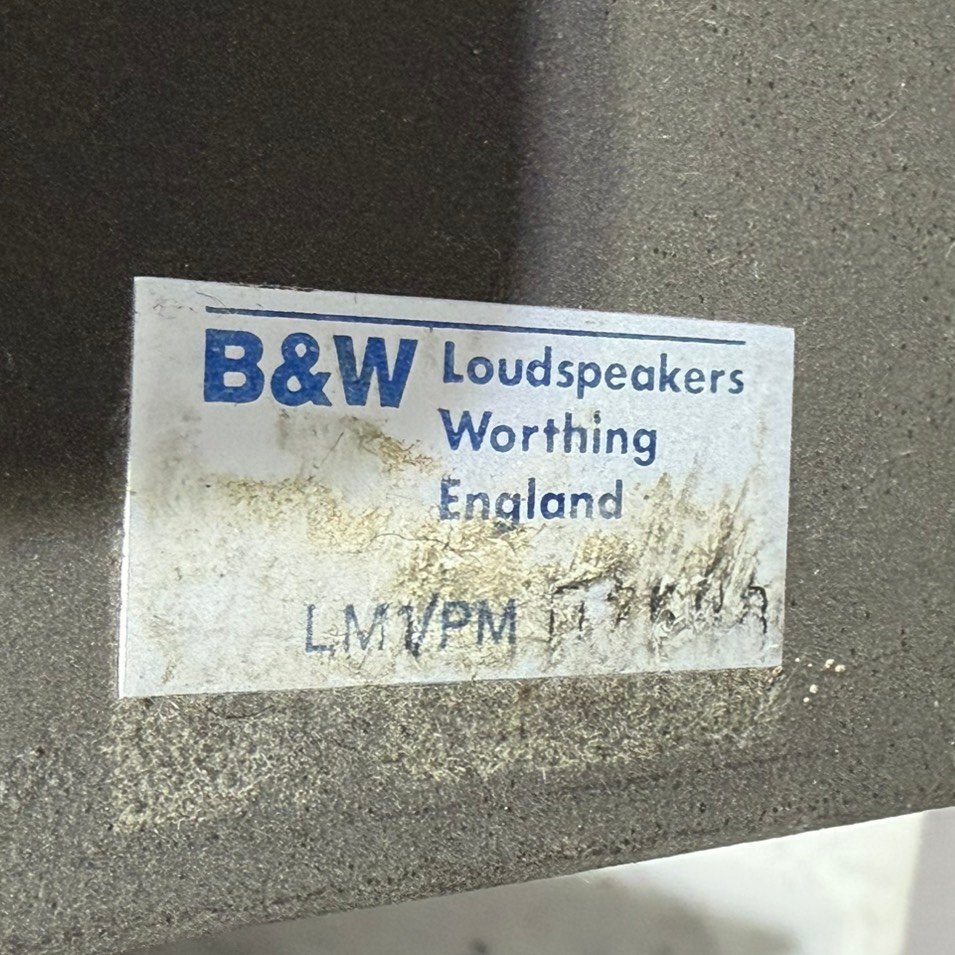 B&W Loudspeakers
Worthing
England
LM1/PM